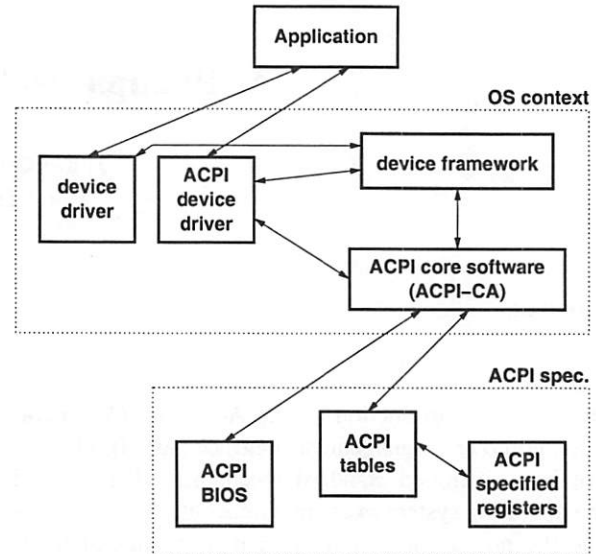 Application
OS context
device
driver
ACPI
device
driver
device framework
ACPI core software
(ACPI–CA)
ACPI spec.
ACPI
BIOS
ACPI
tables
ACPI
specified
registers